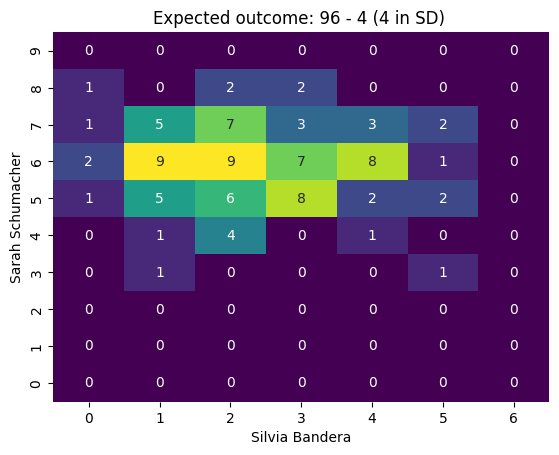 Expected outcome: 96 - 4 (4 in SD)
Sarah Schumacher
9 0 0 0 0 0 0 0
8 1 0 2 2 0 0 0
7 1 5 7 3 3 2 0
6 2 9 9 7 8 1 0
5 1 5 6 8 2 2 0
4 0 1 4 0 1 0 0
3 0 1 0 0 0 1 0
2 0 0 0 0 0 0 0
1 0 0 0 0 0 0 0
0 0 0 0 0 0 0 0
0 1 2 3 4 5 6
Silvia Bandera